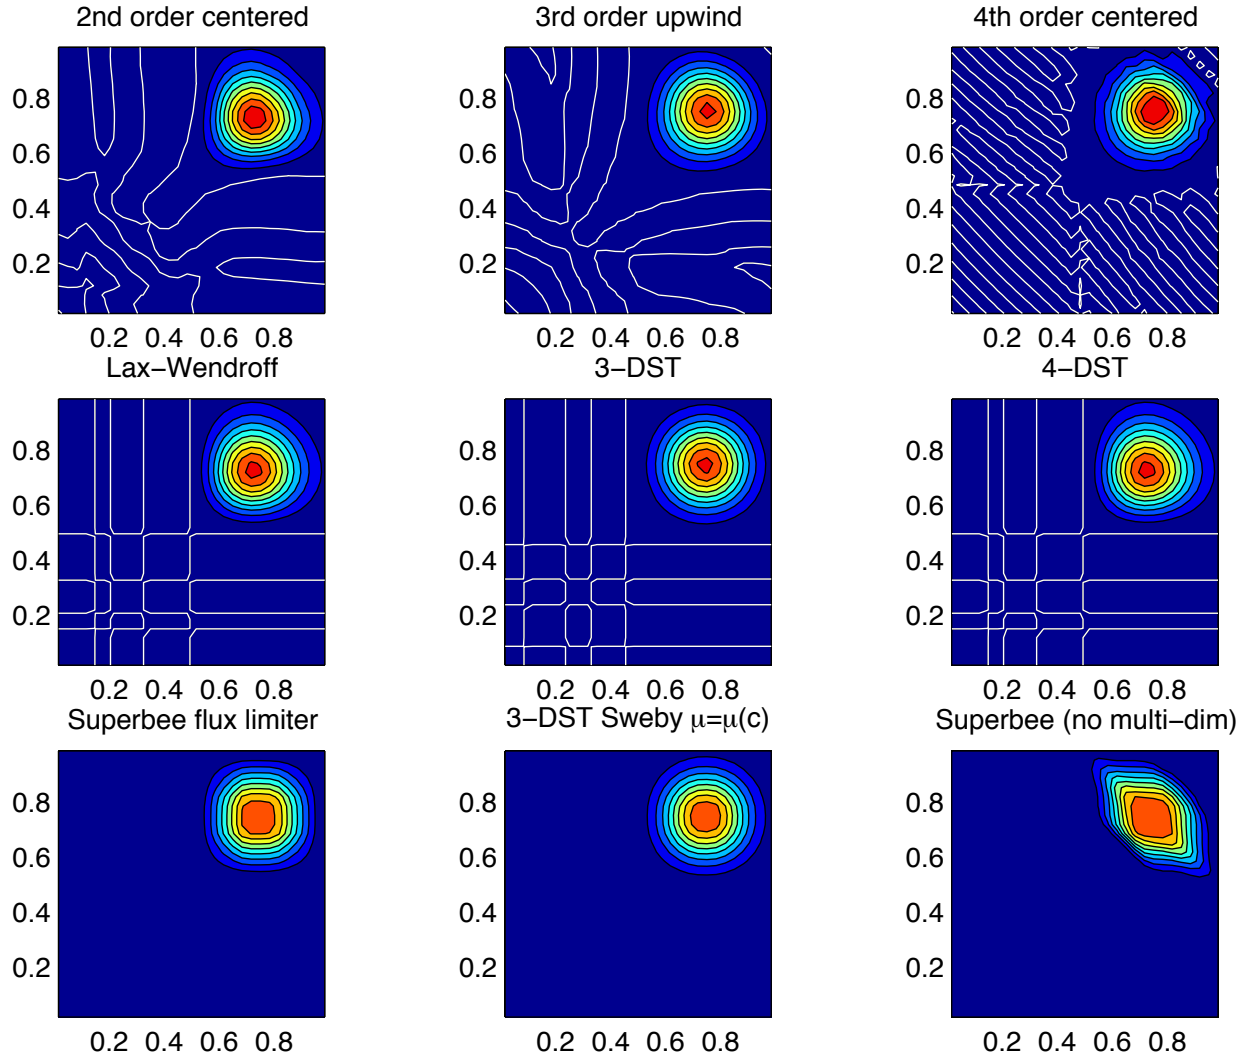 2nd order centered 3rd order upwind 4th order centered
0.8 0.8 0.8
0.6 0.6 0.6
0.4 0.4 0.4
0.2 0.2 0.2
0.2 0.4 0.6 0.8 0.2 0.4 0.6 0.8 0.2 0.4 0.6 0.8
Lax−Wendroff 3−DST 4−DST
0.8 0.8 0.8
0.6 0.6 0.6
0.4 0.4 0.4
0.2 0.2 0.2
0.2 0.4 0.6 0.8 0.2 0.4 0.6 0.8 0.2 0.4 0.6 0.8
Superbee flux limiter 3−DST Sweby μ=μ(c) Superbee (no multi−dim)
0.8 0.8 0.8
0.6 0.6 0.6
0.4 0.4 0.4
0.2 0.2 0.2
0.2 0.4 0.6 0.8 0.2 0.4 0.6 0.8 0.2 0.4 0.6 0.8